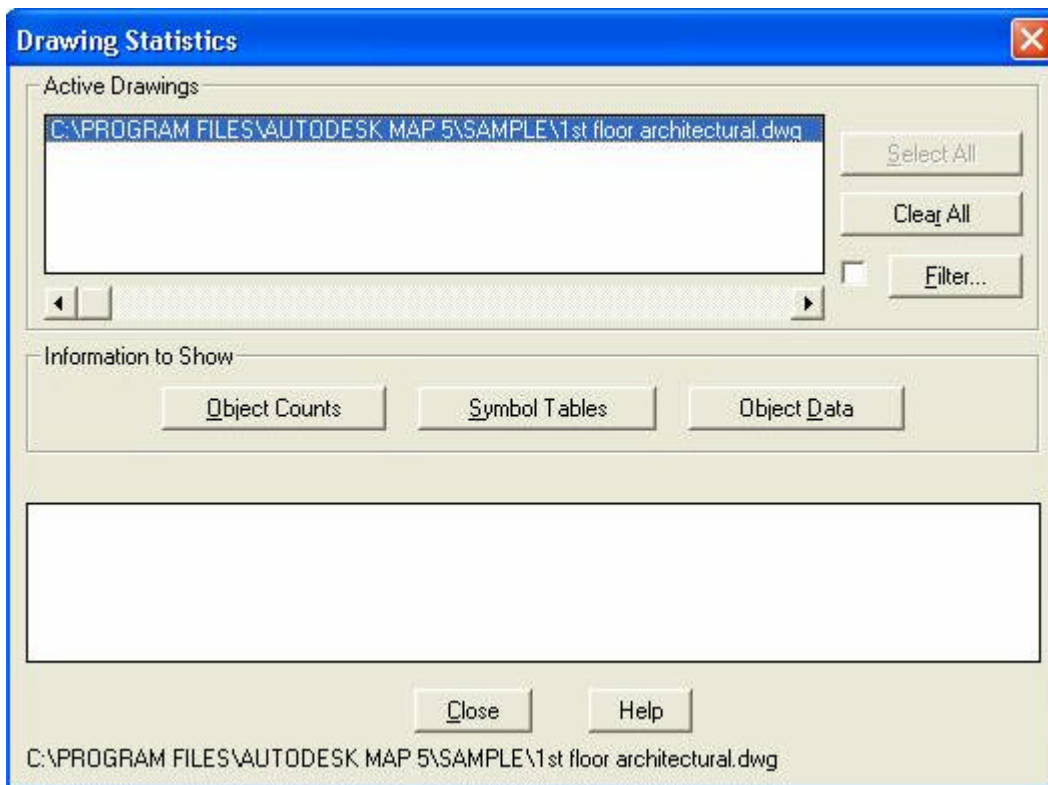 Drawing Statistics
Active Drawings
C:\PROGRAM FILES\AUTODESK MAP 5\SAMPLE\1st floor architectural.dwg
Select All
Clear All
Filter...
Information to Show
Object Counts
Symbol Tables
Object Data
Close
Help
C:\PROGRAM FILES\AUTODESK MAP 5\SAMPLE\1st floor architectural.dwg